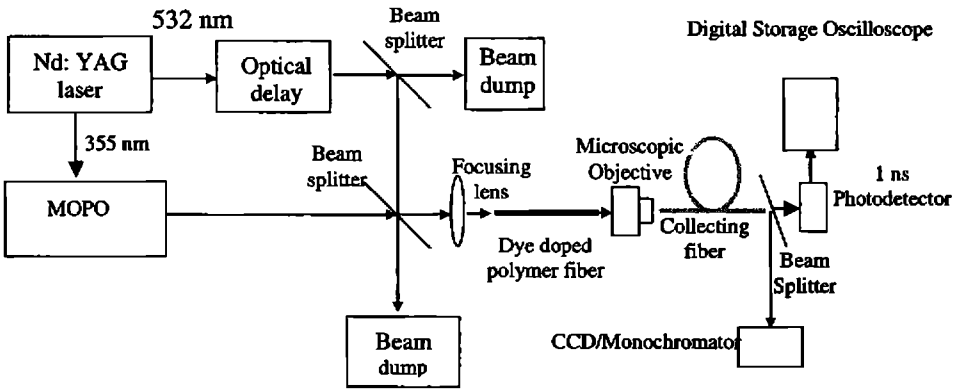 532 nm
Nd: YAG
laser
Optical
delay
Beam
splitter
Beam
dump
Digital Storage Oscilloscope
355 nm
MOPO
Beam
splitter
Focusing
lens
Dye doped
polymer fiber
Microscopic
Objective
Collecting
fiber
1 ns
Photodetector
Beam
Splitter
CCD/Monochromator
Beam
dump